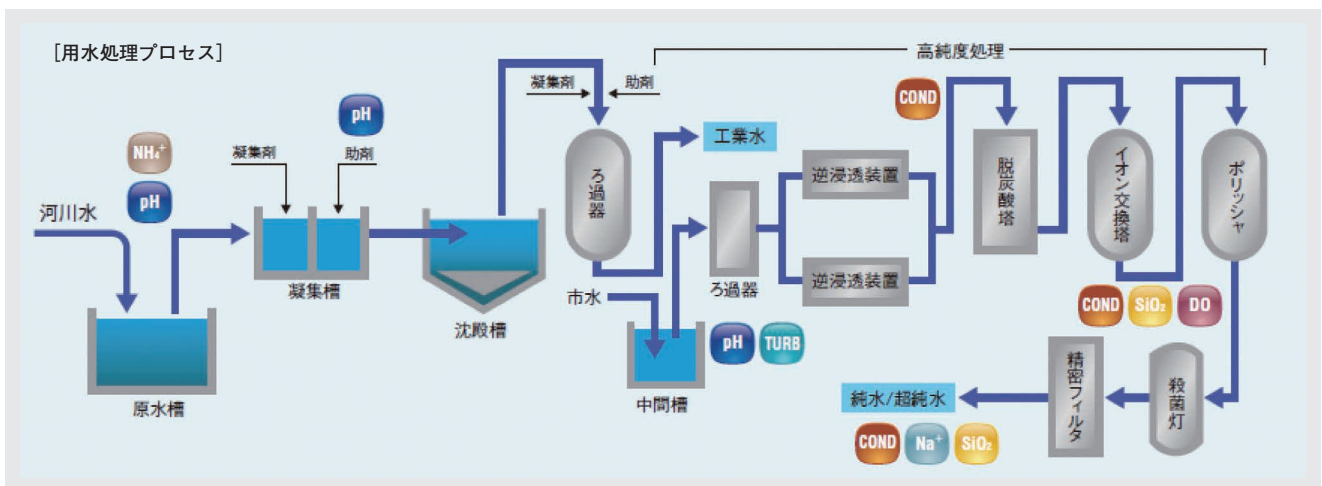 [用水処理プロセス]
高純度処理
凝集剤
助剤
COND
pH
工業水
NH₄⁺
凝集剤
助剤
pH
ろ過器
逆浸透装置
脱炭酸塔
イオン交換塔
ポリッシャ
河川水
凝集槽
ろ過器
逆浸透装置
市水
沈殿槽
COND
SiO₂
DO
pH
TURB
原水槽
中間槽
純水/超純水
精密フィルタ
殺菌灯
COND
Na⁺
SiO₂